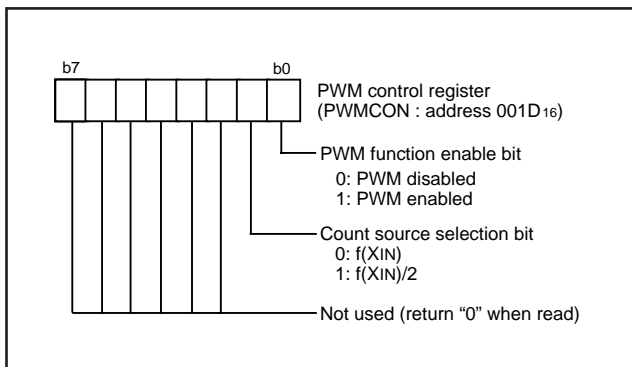 b7
b0
PWM control register
(PWMCON : address 001D16)
PWM function enable bit
0: PWM disabled
1: PWM enabled
Count source selection bit
0: f(XIN)
1: f(XIN)/2
Not used (return “0” when read)